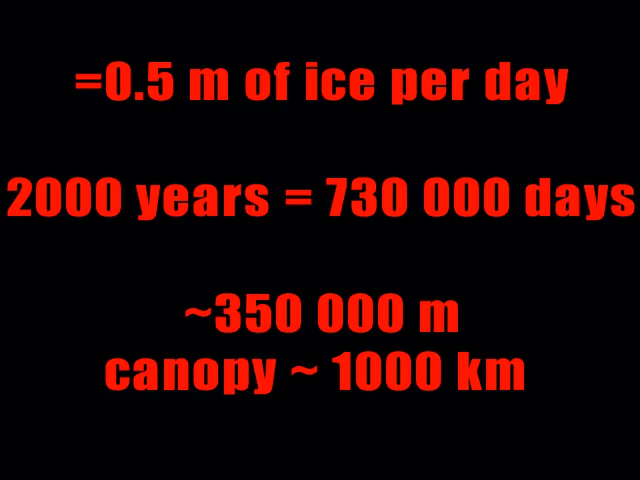 =0.5 m of ice per day
2000 years = 730 000 days
~350 000 m
canopy ~ 1000 km